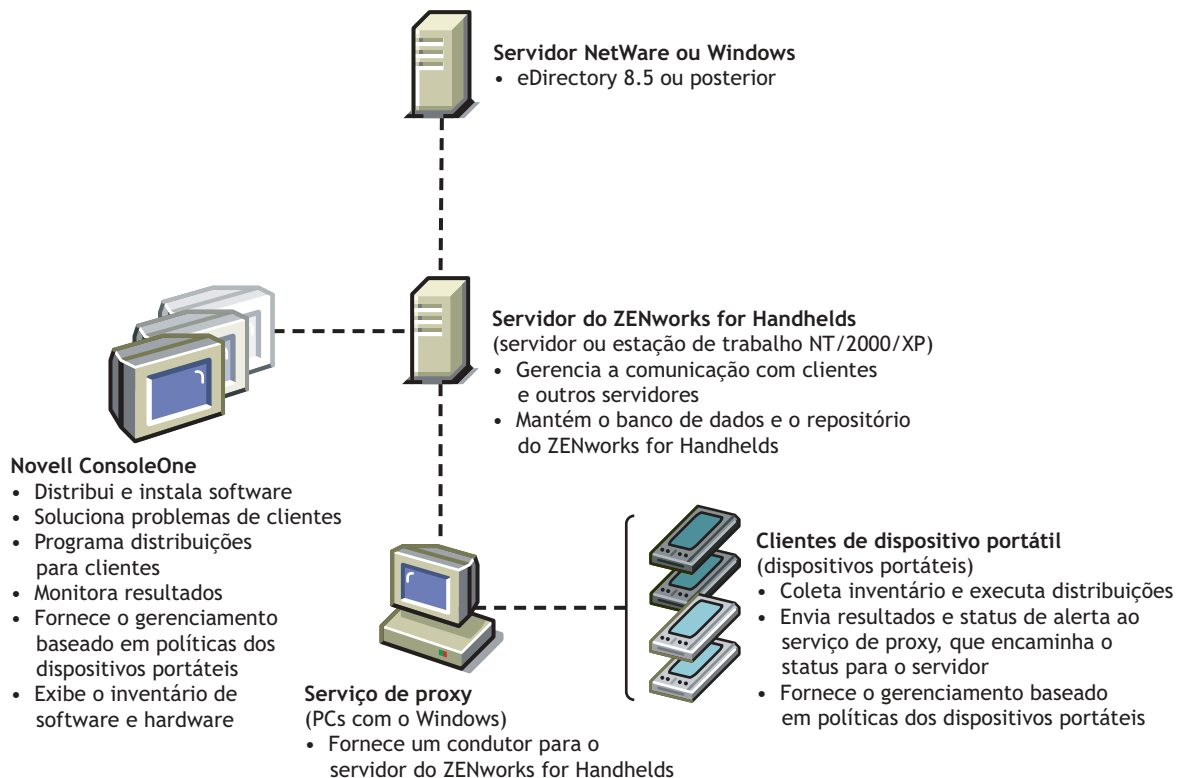 Servidor NetWare ou Windows
• eDirectory 8.5 ou posterior
Servidor do ZENworks for Handhelds
(servidor ou estação de trabalho NT/2000/XP)
• Gerencia a comunicação com clientes
e outros servidores
• Mantém o banco de dados e o repositório
do ZENworks for Handhelds
Novell ConsoleOne
• Distribui e instala software
• Soluciona problemas de clientes
• Programa distribuições
para clientes
• Monitora resultados
• Fornece o gerenciamento
baseado em políticas dos
dispositivos portáteis
• Exibe o inventário de
software e hardware
Serviço de proxy
(PCs com o Windows)
• Fornece um condutor para o
servidor do ZENworks for Handhelds
Clientes de dispositivo portátil
(dispositivos portáteis)
• Coleta inventário e executa distribuições
• Envia resultados e status de alerta ao
serviço de proxy, que encaminha o
status para o servidor
• Fornece o gerenciamento baseado
em políticas dos dispositivos portáteis